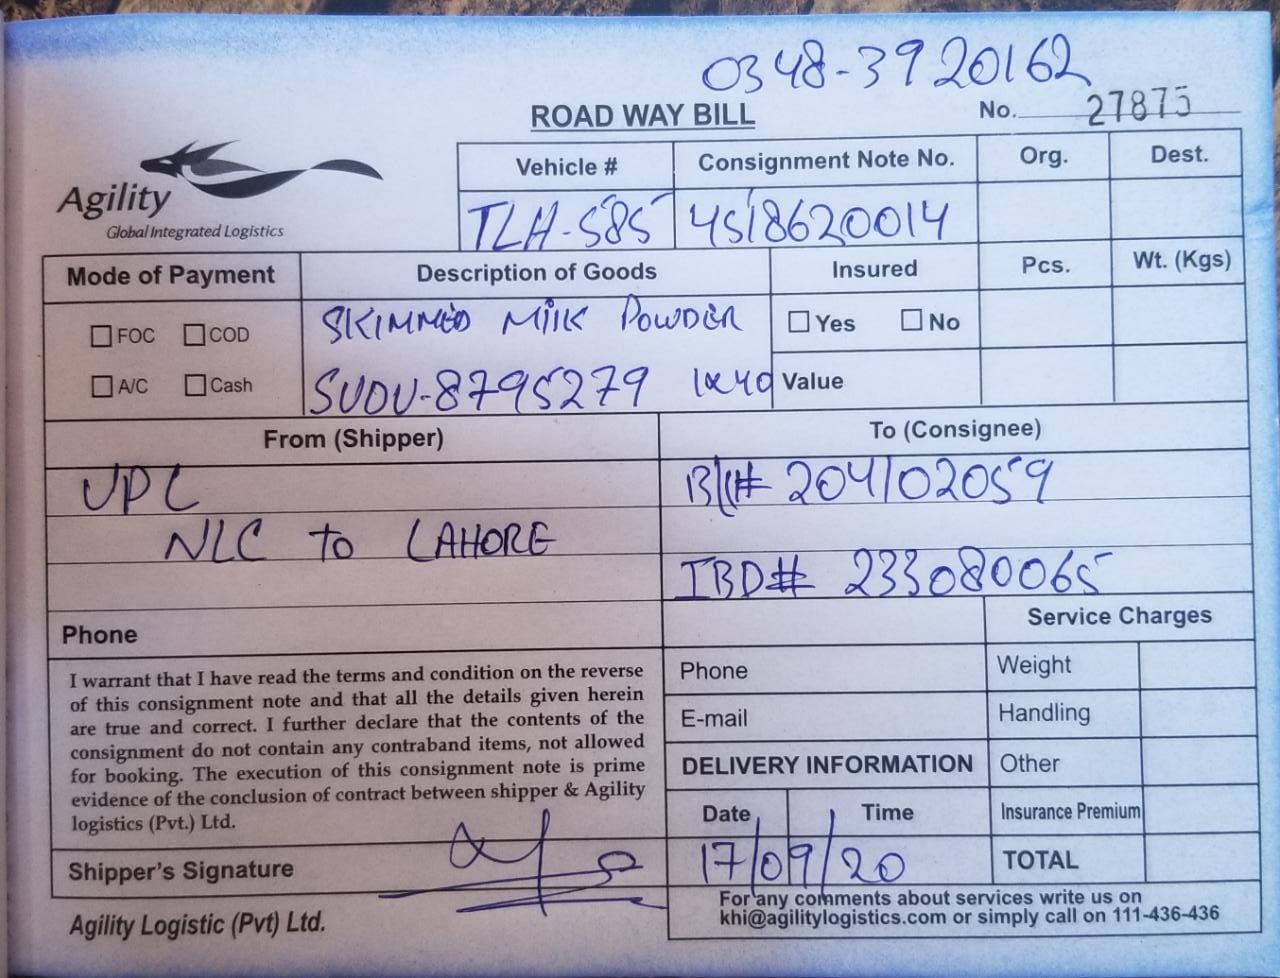 0348-3920162
ROAD WAY BILL
No. 27875
Agility
Global Integrated Logistics
Vehicle # Consignment Note No. Org. Dest.
TLH-585 4518620014
Mode of Payment Description of Goods Insured Pcs. Wt. (Kgs)
FOC COD SKIMMED MilK POWDER Yes No
A/C Cash SUDU-8795279 1x40 Value
From (Shipper) To (Consignee)
UPL BL# 204102059
NLC to LAHORE
IBD# 233080065
Phone Service Charges
I warrant that I have read the terms and condition on the reverse
of this consignment note and that all the details given herein
are true and correct. I further declare that the contents of the
consignment do not contain any contraband items, not allowed
for booking. The execution of this consignment note is prime
evidence of the conclusion of contract between shipper & Agility
logistics (Pvt.) Ltd.
Phone Weight
E-mail Handling
DELIVERY INFORMATION Other
Date Time Insurance Premium
Shipper's Signature 17/09/20 TOTAL
Agility Logistic (Pvt) Ltd.
For any comments about services write us on
khi@agilitylogistics.com or simply call on 111-436-436